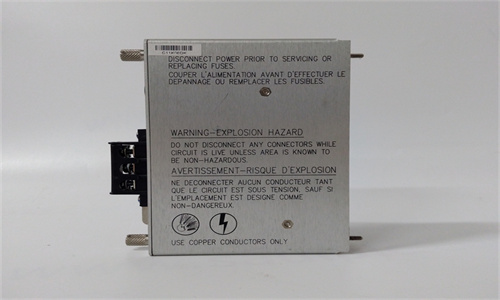 DISCONNECT POWER PRIOR TO SERVICING OR
REPLACING FUSES.
COUPER L'ALIMENTATION AVANT D'EFFECTUER LE
DEPANNAGE OU REMPLACER LES FUSIBLES.
WARNING-EXPLOSION HAZARD
DO NOT DISCONNECT ANY CONNECTORS WHILE
CIRCUIT IS LIVE UNLESS AREA IS KNOWN TO
BE NON-HAZARDOUS.
AVERTISSEMENT-RISQUE D'EXPLOSION
NE DECONNECTER AUCUN CONDUCTEUR TANT
QUE LE CIRCUIT EST SOUS TENSION, SAUF SI
L'EMPLACEMENT EST DESIGNE COMME
NON-DANGEREUX.
USE COPPER CONDUCTORS ONLY